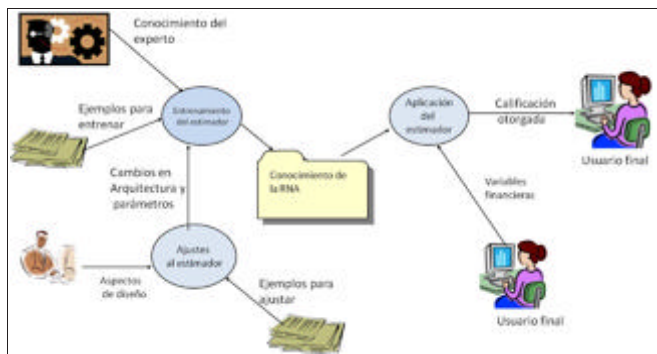 Conocimiento del
experto
Ejemplos para
entrenar
Entrenamiento
del estimador
Cambios en
Arquitectura y
parámetros
Conocimiento de
la RNA
Aplicación
del
estimador
Calificación
otorgada
Usuario final
Variables
financieras
Ajustes
al estimador
Aspectos
de diseño
Ejemplos para
ajustar
Usuario final